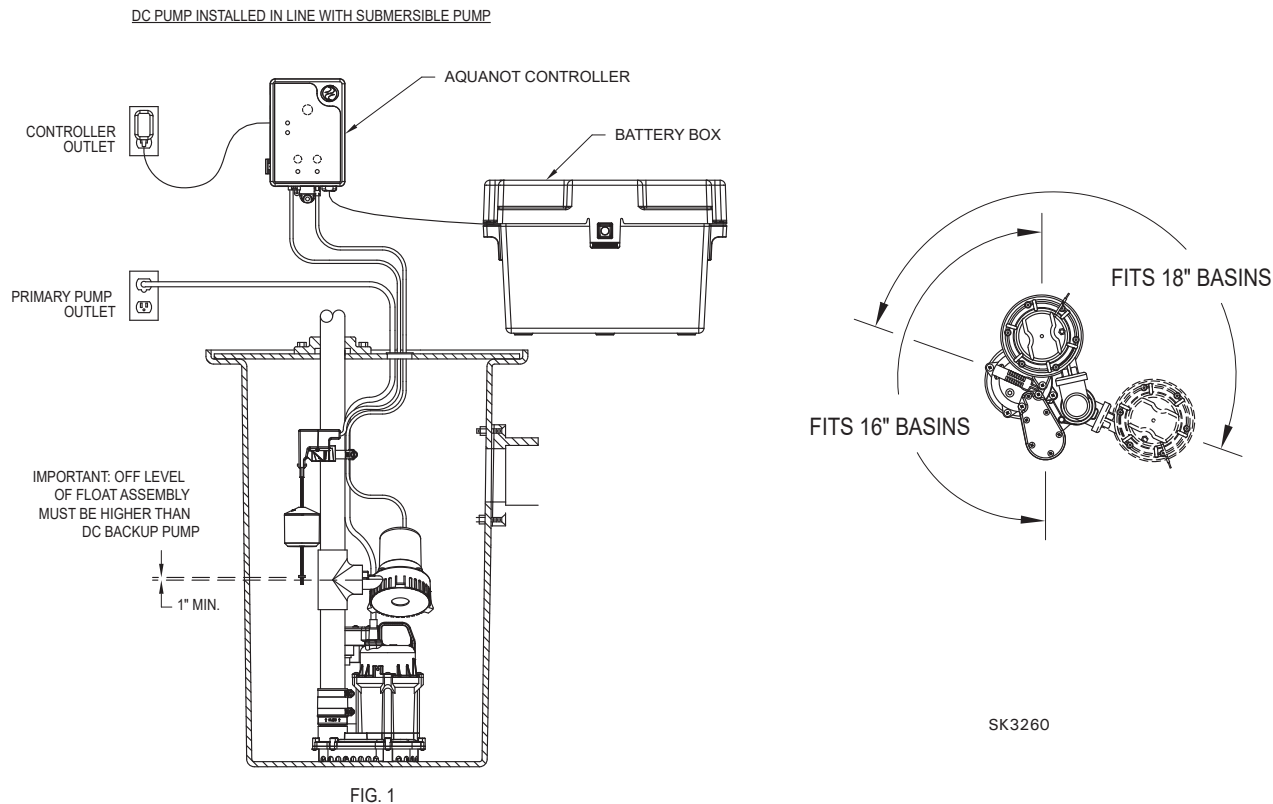 DC PUMP INSTALLED IN LINE WITH SUBMERSIBLE PUMP
AQUANOT CONTROLLER
CONTROLLER
OUTLET
BATTERY BOX
PRIMARY PUMP
OUTLET
FITS 18" BASINS
FITS 16" BASINS
IMPORTANT: OFF LEVEL
OF FLOAT ASSEMBLY
MUST BE HIGHER THAN
DC BACKUP PUMP
1" MIN.
SK3260
FIG. 1